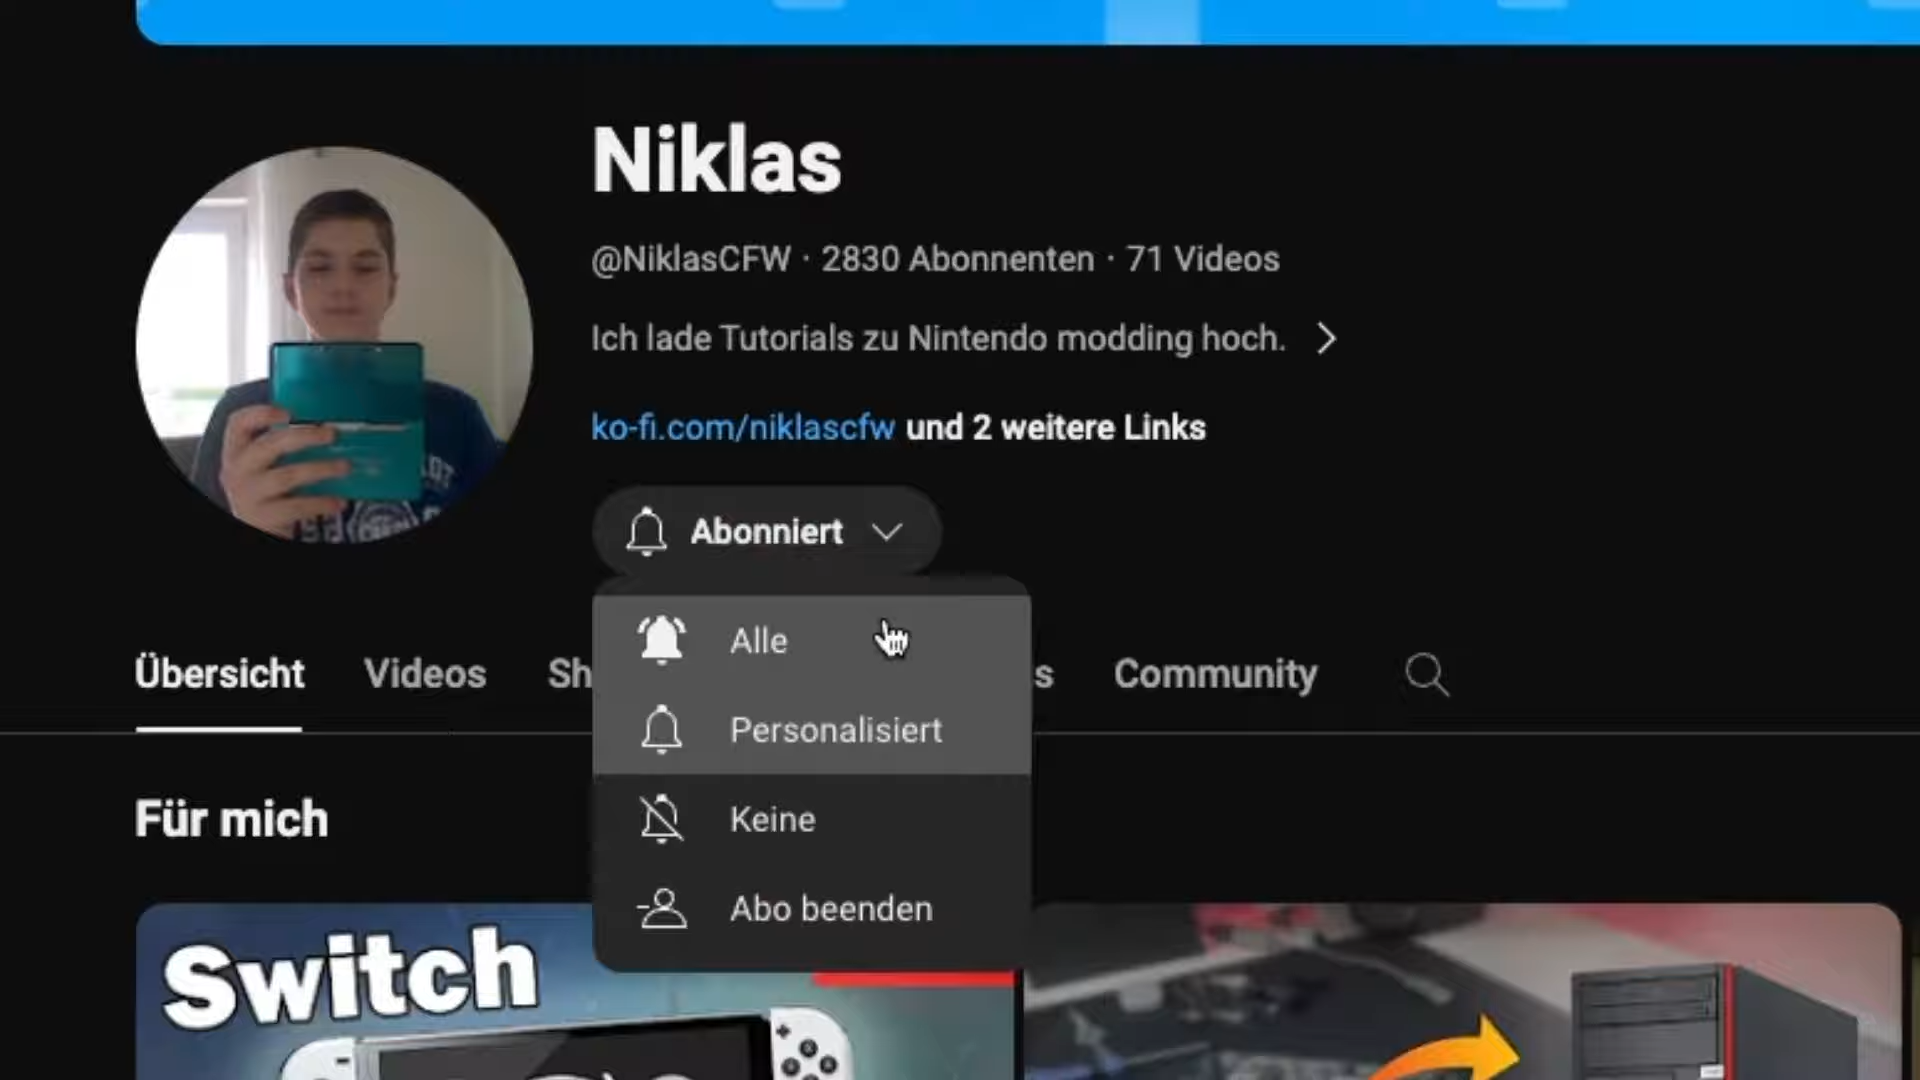 Niklas
@NiklasCFW · 2830 Abonnenten · 71 Videos
Ich lade Tutorials zu Nintendo modding hoch.
ko-fi.com/niklascfw und 2 weitere Links
Abonniert
Alle
Personalisiert
Keine
Abo beenden
Übersicht Videos Sh s Community
Für mich
Switch